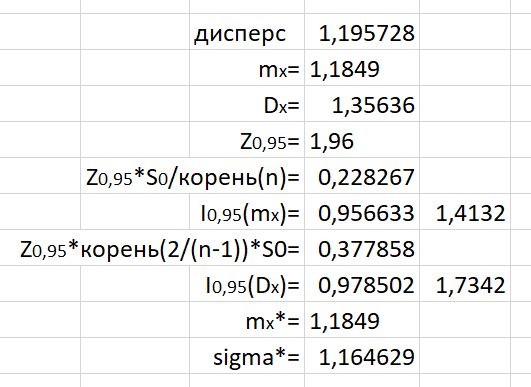 дисперс 1,195728
mx= 1,1849
Dx= 1,35636
Z0,95= 1,96
Z0,95*S0/корень(n)= 0,228267
I0,95(mx)= 0,956633 1,4132
Z0,95*корень(2/(n-1))*S0= 0,377858
I0,95(Dx)= 0,978502 1,7342
mx*= 1,1849
sigma*= 1,164629